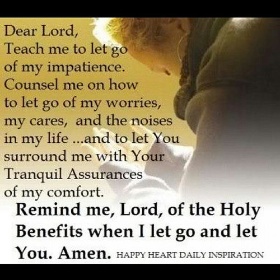 Dear Lord,
Teach me to let go
of my impatience.
Counsel me on how
to let go of my worries,
my cares,  and the noises
in my life ...and to let You
surround me with Your
Tranquil Assurances
of my comfort.
Remind me, Lord, of the Holy
Benefits when I let go and let
You. Amen. HAPPY HEART DAILY INSPIRATION